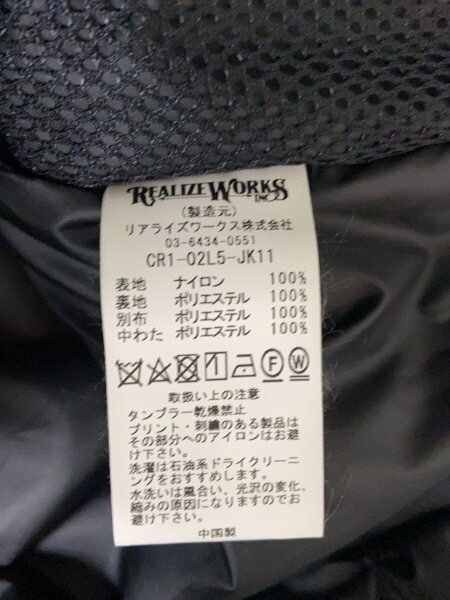 REALIZE WORKS INC.
(製造元)
リアライズワークス株式会社
03-6434-0551
CR1-02L5-JK11
表地 ナイロン 100%
裏地 ポリエステル 100%
別布 ポリエステル 100%
中わた ポリエステル 100%
F W
取扱い上の注意
タンブラー乾燥禁止
プリント・刺繍のある製品は
その部分へのアイロンはお避
け下さい。
洗濯は石油系ドライクリーニ
ングをおすすめします。
水洗いは風合い、光沢の変化、
縮みの原因になりますのでお
避け下さい。
中国製